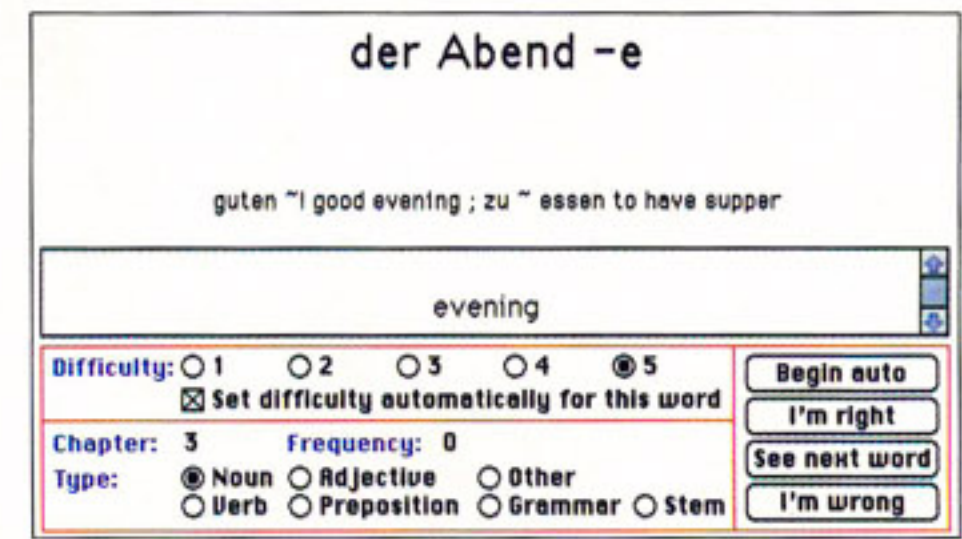 der Abend -e
guten ~! good evening ; zu ~ essen to have supper
evening
Difficulty: 1 2 3 4 5
Set difficulty automatically for this word
Chapter: 3 Frequency: 0
Type: Noun Adjective Other
Verb Preposition Grammar Stem
Begin auto
I'm right
See next word
I'm wrong